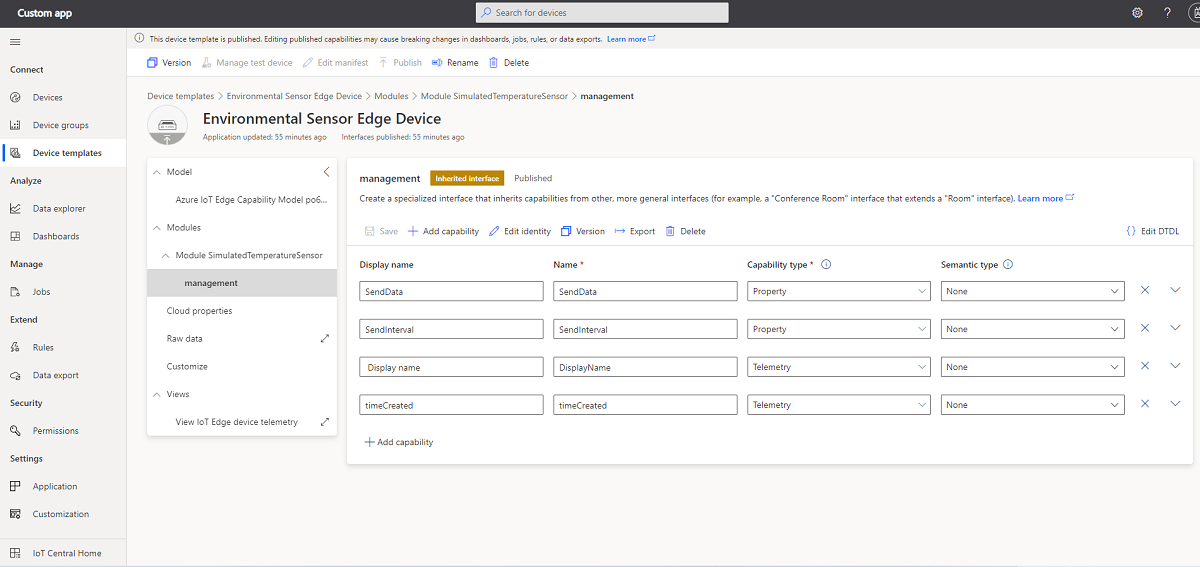 Custom app
Search for devices
This device template is published. Editing published capabilities may cause breaking changes in dashboards, jobs, rules, or data exports. Learn more
Version Manage test device Edit manifest Publish Rename Delete
Device templates > Environmental Sensor Edge Device > Modules > Module SimulatedTemperatureSensor > management
Environmental Sensor Edge Device
Application updated: 55 minutes ago Interfaces published: 55 minutes ago
Connect
Devices
Device groups
Device templates
Analyze
Data explorer
Dashboards
Manage
Jobs
Extend
Rules
Data export
Security
Permissions
Settings
Application
Customization
IoT Central Home
Model
Azure IoT Edge Capability Model po6...
Modules
Module SimulatedTemperatureSensor
management
Cloud properties
Raw data
Customize
Views
View IoT Edge device telemetry
management Inherited interface Published
Create a specialized interface that inherits capabilities from other, more general interfaces (for example, a "Conference Room" interface that extends a "Room" interface). Learn more
Save Add capability Edit identity Version Export Delete {} Edit DTDL
Display name Name * Capability type * Semantic type
SendData SendData Property None
SendInterval SendInterval Property None
Display name DisplayName Telemetry None
timeCreated timeCreated Telemetry None
Add capability